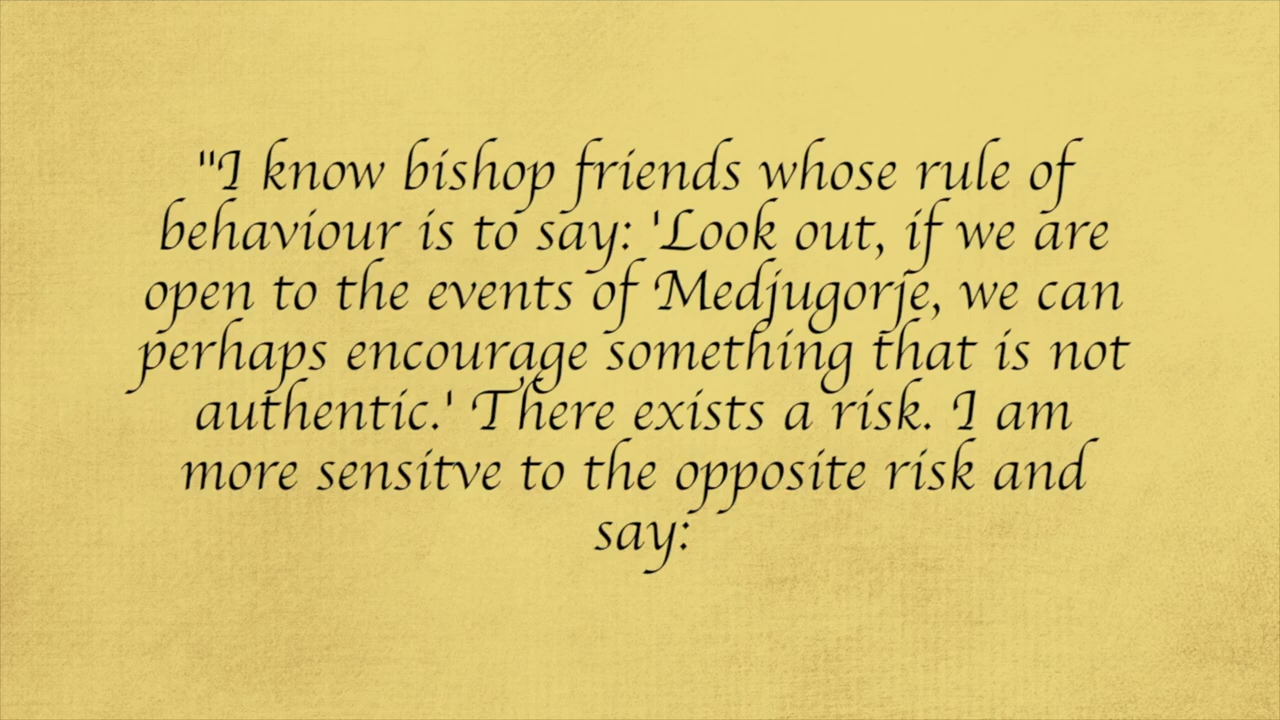 "I know bishop friends whose rule of
behaviour is to say: 'Look out, if we are
open to the events of Medjugorje, we can
perhaps encourage something that is not
authentic.' There exists a risk. I am
more sensitve to the opposite risk and
say: